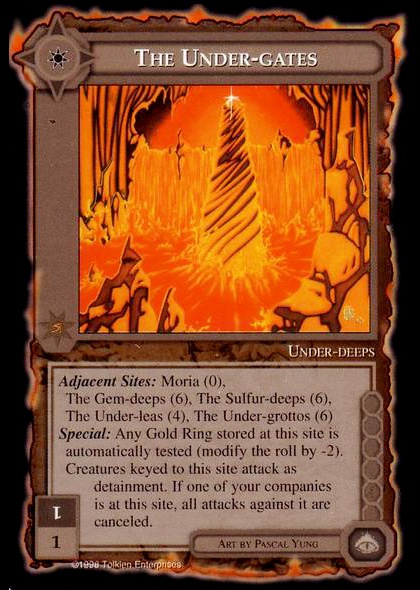 The Under-gates
Under-deeps
Adjacent Sites: Moria (0),
The Gem-deeps (6), The Sulfur-deeps (6),
The Under-leas (4), The Under-grottos (6)
Special: Any Gold Ring stored at this site is
automatically tested (modify the roll by -2).
Creatures keyed to this site attack as
detainment. If one of your companies
is at this site, all attacks against it are
canceled.
1
1
Art by Pascal Yung
©1998 Tolkien Enterprises